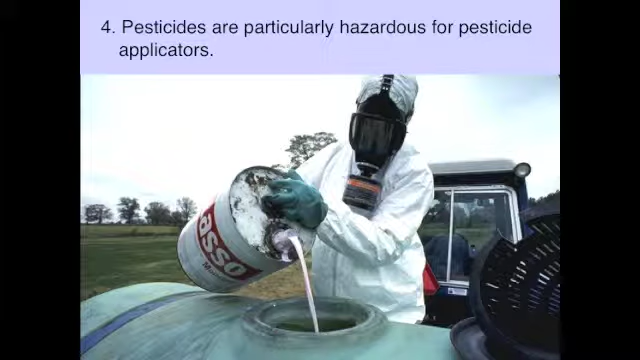 4. Pesticides are particularly hazardous for pesticide
applicators.
asso